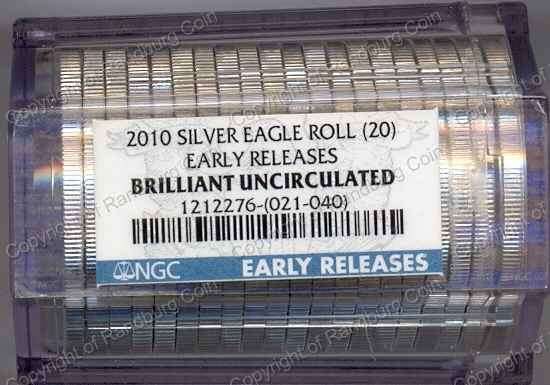 2010 SILVER EAGLE ROLL (20)
EARLY RELEASES
BRILLIANT UNCIRCULATED
1212276-(021-040)
NGC EARLY RELEASES
Copyright of Randburg Coin